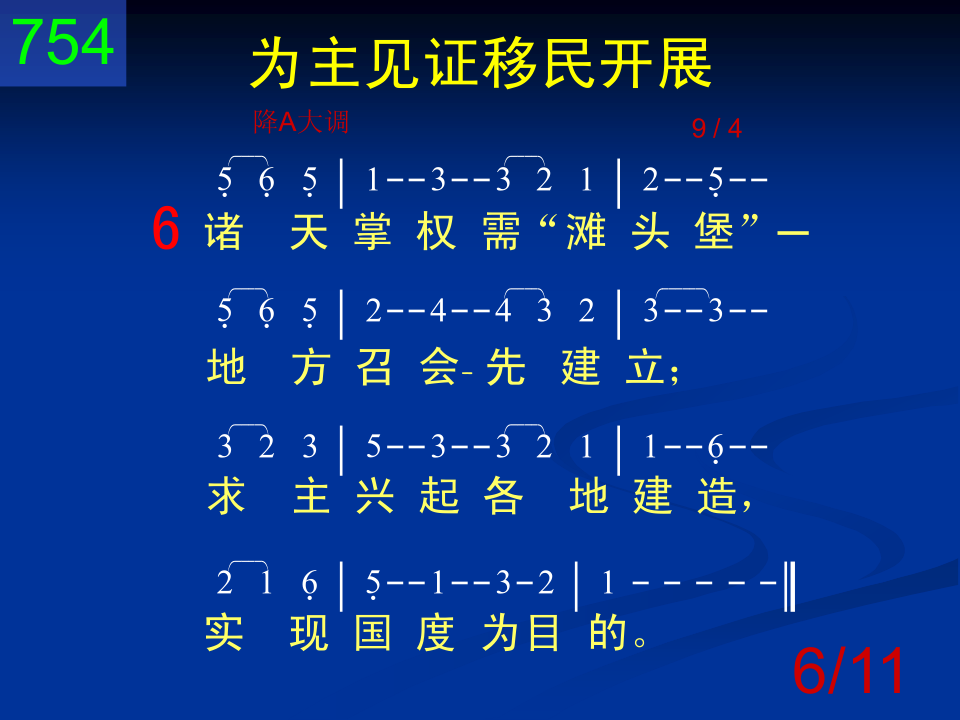 754
为主见证移民开展
降A大调 9 / 4
5̣ 6̣ 5̣ | 1--3--3 2 1 | 2--5̣--
6 诸 天 掌 权 需“滩 头 堡”─
5̣ 6̣ 5̣ | 2--4--4 3 2 | 3--3--
地 方 召 会- 先 建 立；
3 2 3 | 5--3--3 2 1 | 1--6̣--
求 主 兴 起 各 地 建 造，
2 1 6̣ | 5̣--1--3-2 | 1 - - - - -‖
实 现 国 度 为目 的。
6/11